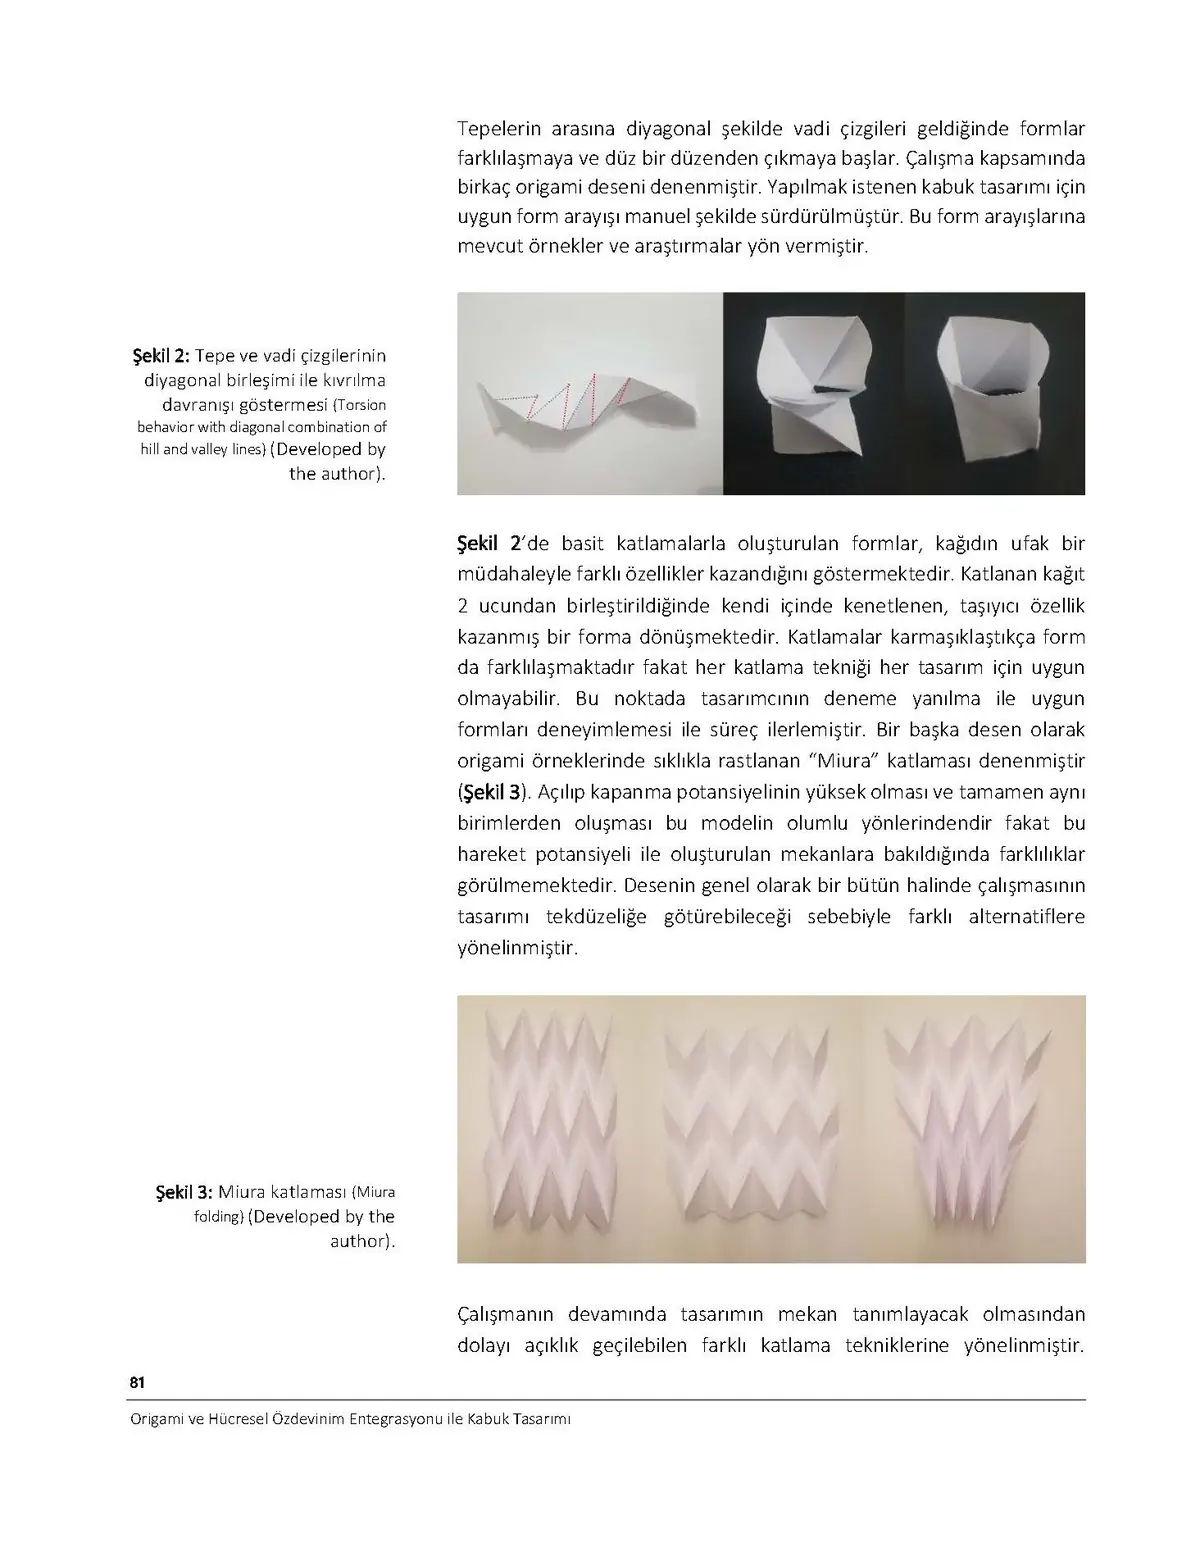 Tepelerin arasına diyagonal şekilde vadi çizgileri geldiğinde formlar
farklılaşmaya ve düz bir düzenden çıkmaya başlar. Çalışma kapsamında
birkaç origami deseni denenmiştir. Yapılmak istenen kabuk tasarımı için
uygun form arayışı manuel şekilde sürdürülmüştür. Bu form arayışlarına
mevcut örnekler ve araştırmalar yön vermiştir.
Şekil 2: Tepe ve vadi çizgilerinin
diyagonal birleşimi ile kıvrılma
davranışı göstermesi (Torsion
behavior with diagonal combination of
hill and valley lines) (Developed by
the author).
Şekil 2’de basit katlamalarla oluşturulan formlar, kağıdın ufak bir
müdahaleyle farklı özellikler kazandığını göstermektedir. Katlanan kağıt
2 ucundan birleştirildiğinde kendi içinde kenetlenen, taşıyıcı özellik
kazanmış bir forma dönüşmektedir. Katlamalar karmaşıklaştıkça form
da farklılaşmaktadır fakat her katlama tekniği her tasarım için uygun
olmayabilir. Bu noktada tasarımcının deneme yanılma ile uygun
formları deneyimlemesi ile süreç ilerlemiştir. Bir başka desen olarak
origami örneklerinde sıklıkla rastlanan “Miura” katlaması denenmiştir
(Şekil 3). Açılıp kapanma potansiyelinin yüksek olması ve tamamen aynı
birimlerden oluşması bu modelin olumlu yönlerindendir fakat bu
hareket potansiyeli ile oluşturulan mekanlara bakıldığında farklılıklar
görülmemektedir. Desenin genel olarak bir bütün halinde çalışmasının
tasarımı tekdüzeliğe götürebileceği sebebiyle farklı alternatiflere
yönelinmiştir.
Şekil 3: Miura katlaması (Miura
folding) (Developed by the
author).
Çalışmanın devamında tasarımın mekan tanımlayacak olmasından
dolayı açıklık geçilebilen farklı katlama tekniklerine yönelinmiştir.
81
Origami ve Hücresel Özdevinim Entegrasyonu ile Kabuk Tasarımı